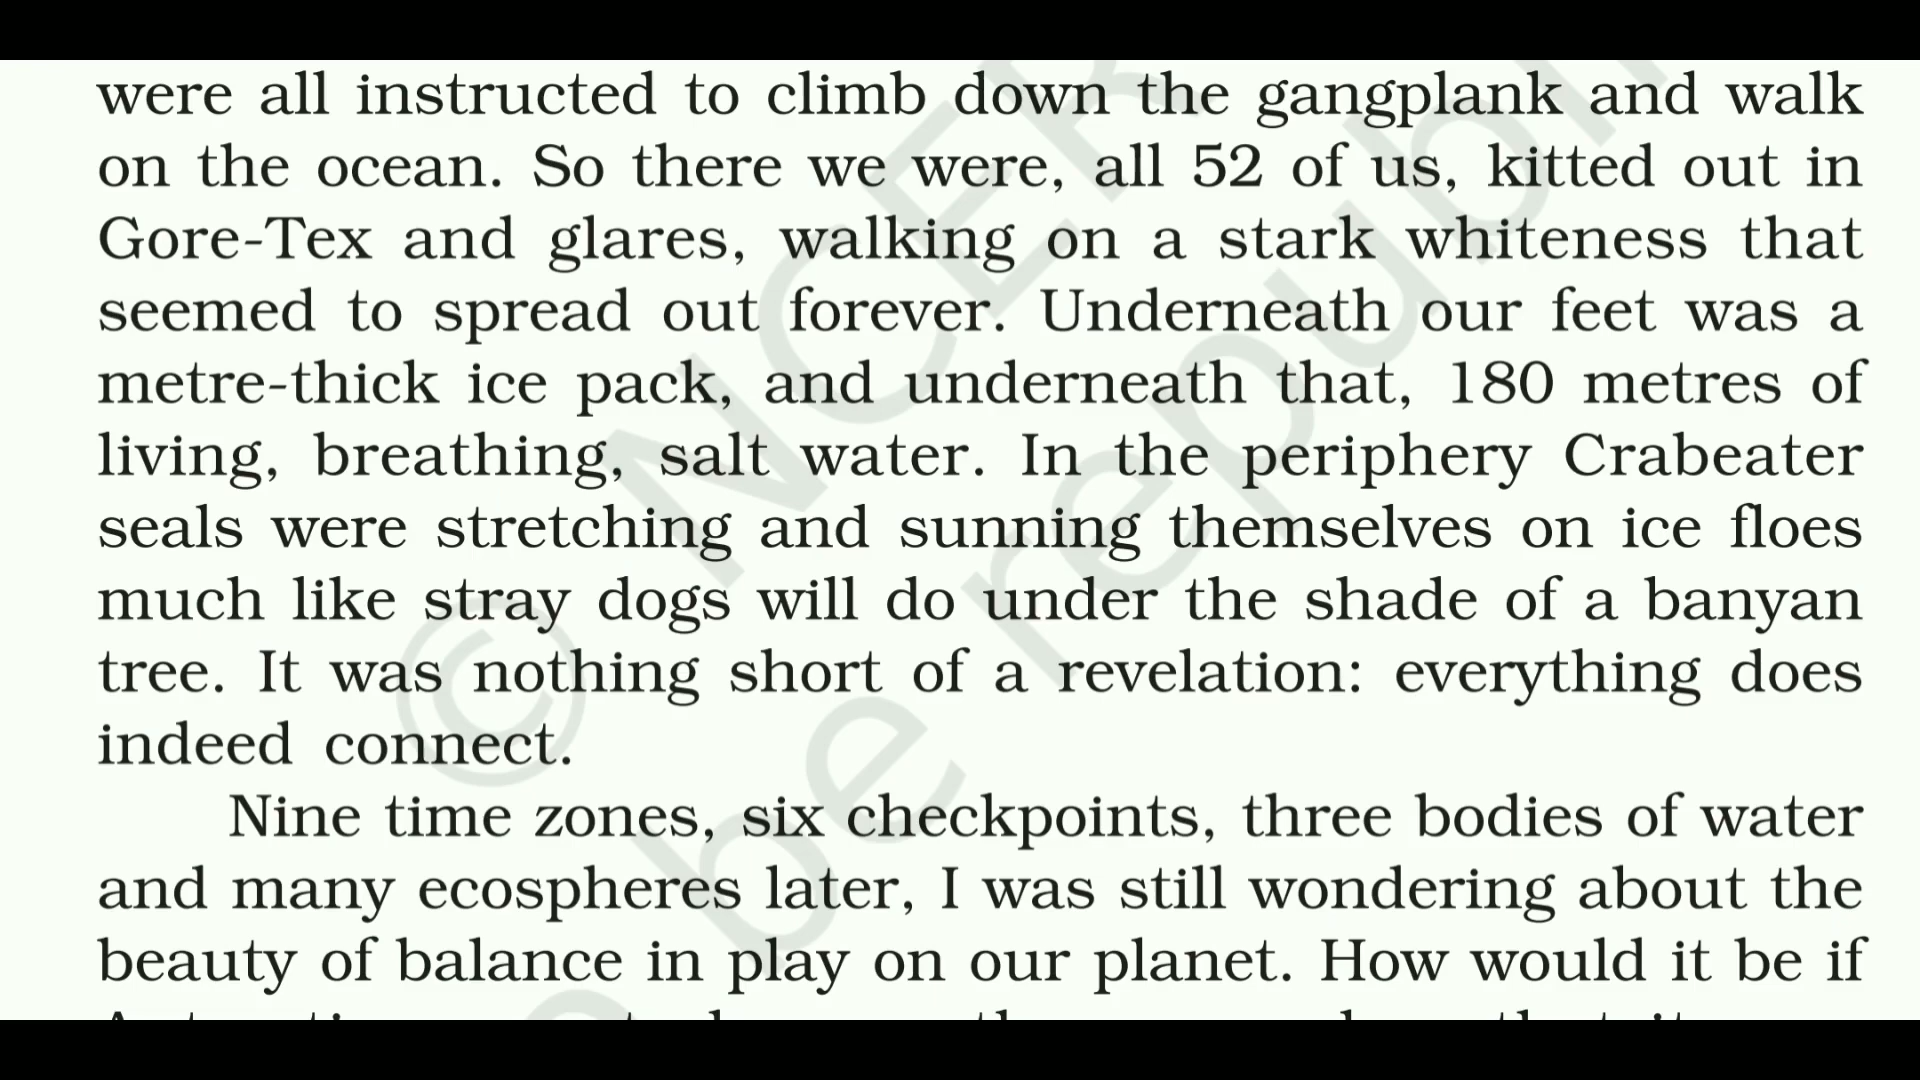 were all instructed to climb down the gangplank and walk
on the ocean. So there we were, all 52 of us, kitted out in
Gore-Tex and glares, walking on a stark whiteness that
seemed to spread out forever. Underneath our feet was a
metre-thick ice pack, and underneath that, 180 metres of
living, breathing, salt water. In the periphery Crabeater
seals were stretching and sunning themselves on ice floes
much like stray dogs will do under the shade of a banyan
tree. It was nothing short of a revelation: everything does
indeed connect.
Nine time zones, six checkpoints, three bodies of water
and many ecospheres later, I was still wondering about the
beauty of balance in play on our planet. How would it be if
© NCER
be republ